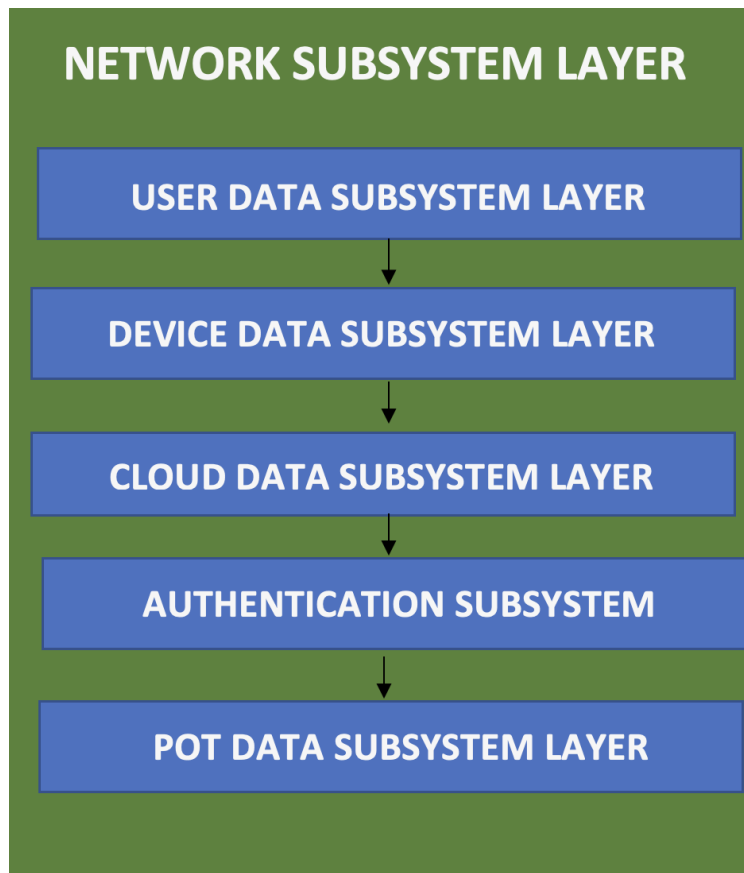 NETWORK SUBSYSTEM LAYER
USER DATA SUBSYSTEM LAYER
DEVICE DATA SUBSYSTEM LAYER
CLOUD DATA SUBSYSTEM LAYER
AUTHENTICATION SUBSYSTEM
POT DATA SUBSYSTEM LAYER